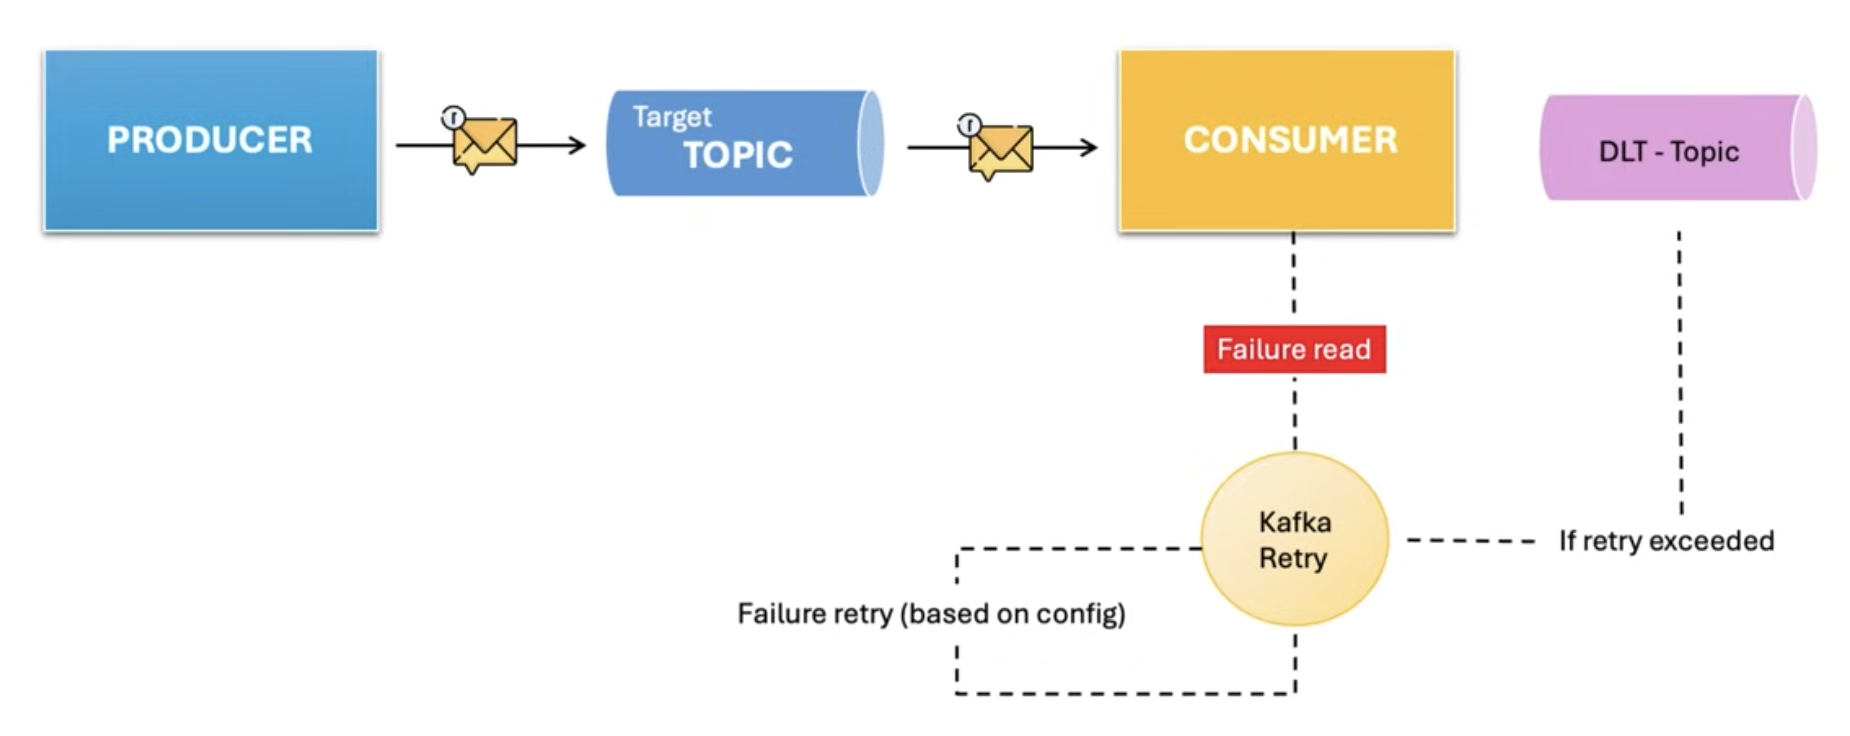 PRODUCER
Target
TOPIC
CONSUMER
DLT - Topic
Failure read
Kafka
Retry
If retry exceeded
Failure retry (based on config)